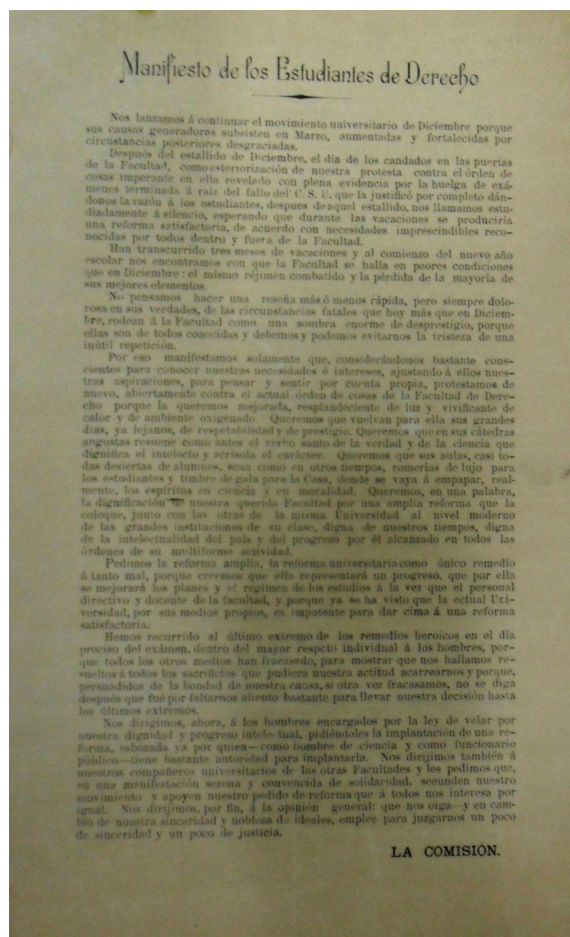 Manifiesto de los Estudiantes de Derecho
Nos lanzamos á continuar el movimiento universitario de Diciembre porque
sus causas generadores subsisten en Marzo, aumentadas y fortalecidas por
circunstancias posteriores desgraciadas.
Después del estallido de Diciembre, el dia de los candados en las puertas
de la Facultad, como esteriorización de nuestra protesta contra el órden de
cosas imperante en ella revelado con plena evidencia por la huelga de exá-
menes terminada á raiz del fallo del C. S. U. que la justificó por completo dán-
donos la razón á los estudiantes, despues de aquel estallido, nos llamamos estu-
diadamente á silencio, esperando que durante las vacaciones se produciria
una reforma satisfactoria, de acuerdo con necesidades imprescindibles reco-
nocidas por todos dentro y fuera de la Facultad.
Han transcurrido tres meses de vacaciones y al comienzo del nuevo año
escolar nos encontramos con que la Facultad se halla en peores condiciones
que en Diciembre: el mismo réjimen combatido y la pérdida de la mayoría de
sus mejores elementos.
No pensamos hacer una reseña más ó menos rápida, pero siempre dolo-
rosa en sus verdades, de las circunstancias fatales que hoy más que en Diciem-
bre, rodean á la Facultad como una sombra enorme de desprestigio, porque
ellas son de todos conocidas y debemos y podemos evitarnos la tristeza de una
inútil repetición.
Por eso manifestamos solamente que, considerándonos bastante cons-
cientes para conocer nuestras necesidades é intereses, ajustando á ellos nues-
tras aspiraciones, para pensar y sentir por cuenta propia, protestamos de
nuevo, abiertamente contra el actual órden de cosas de la Facultad de Dere-
cho porque la queremos mejorada, resplandeciente de luz y vivificante de
calor y de ambiente oxigenado. Queremos que vuelvan para ella sus grandes
dias, ya lejanos, de respetabilidad y de prestigio. Queremos que en sus cátedras
angustas resuene como antes el verbo santo de la verdad y de la ciencia que
dignifica el intelecto y acrisola el carácter. Queremos que sus aulas, casi to-
das desiertas de alumnos, sean como en otros tiempos, romerías de lujo para
los estudiantes y timbre de gala para la Casa, donde se vaya á empapar, real-
mente, los espíritus en ciencia y en moralidad. Queremos, en una palabra,
la dignificación de nuestra querida Facultad por una amplia reforma que la
coloque, junto con las otras de la misma Universidad al nivel moderno
de las grandes instituciones de su clase, digna de nuestros tiempos, digna
de la intelectualidad del pais y del progreso por él alcanzado en todos las
órdenes de su multiforme actividad.
Pedimos la reforma amplia, la reforma universitaria como único remedio
á tanto mal, porque creemos que ella representará un progreso, que por ella
se mejorará los planes y el regimen de los estudios á la vez que el personal
directivo y docente de la facultad, y porque ya se ha visto que la ectual Uni-
versidad, por sus medios propios, es impotente para dar cima á una reforma
satisfactoria.
Hemos recurrido al último extremo de los remedios heroicos en el día
preciso del exámen, dentro del mayor respeto individual á los hombres, por-
que todos los otros medios han fracasado, para mostrar que nos hallamos re-
sueltos á todos los sacrificios que pudiera nuestra actitud acarrearnos y porque,
persuadidos de la bondad de nuestra causa, si otra vez fracasamos, no se diga
después que fué por faltarnos aliento bastante para llevar nuestra decisión hasta
los últimos extremos.
Nos dirigimos, ahora, á los hombres encargados por la ley de velar por
nuestra dignidad y progreso intelectual, pidiéndoles la implantación de una re-
forma, esbozada ya por quien—como hombre de ciencia y como funcionario
público—tiene bastante autoridad para implantarla. Nos dirigimos también á
nuestros compañeros universitarios de las otras Facultades y les pedimos que,
en una manifestación serena y convencida de solidaridad, secunden nuestro
movimiento y apoyen nuestro pedido de reforma que á todos nos interesa por
igual. Nos dirijimos, por fin, á la opinión general: que nos oiga—y en cam-
bio de nuestra sinceridad y nobleza de ideales, emplee para juzgarnos un poco
de sinceridad y un poco de justicia.
LA COMISIÓN.